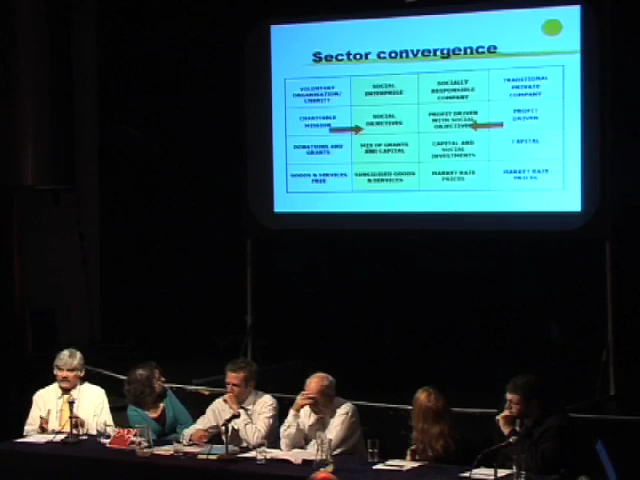 Sector convergence
VOLUNTARY
ORGANISATION/
CHARITY
SOCIAL
ENTERPRISE
SOCIALLY
RESPONSIBLE
COMPANY
TRADITIONAL
PRIVATE
COMPANY
CHARITABLE
MISSION
SOCIAL
OBJECTIVES
PROFIT DRIVEN
WITH SOCIAL
OBJECTIVES
PROFIT
DRIVEN
DONATIONS AND
GRANTS
MIX OF GRANTS
AND CAPITAL
CAPITAL AND
SOCIAL
INVESTMENTS
CAPITAL
GOODS & SERVICES
FREE
SUBSIDISED GOODS
& SERVICES
MARKET RATE
PRICES
MARKET RATE
PRICES